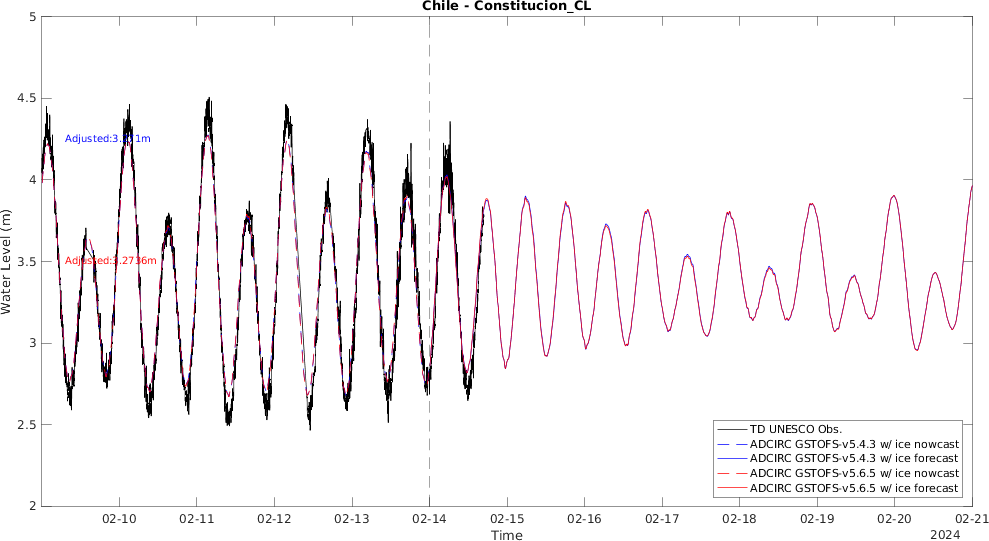 Chile - Constitucion_CL
5
4.5
4
3.5
3
2.5
2
Water Level (m)
Adjusted:3.2736m
TD UNESCO Obs.
ADCIRC GSTOFS-v5.4.3 w/ ice nowcast
ADCIRC GSTOFS-v5.4.3 w/ ice forecast
ADCIRC GSTOFS-v5.6.5 w/ ice nowcast
ADCIRC GSTOFS-v5.6.5 w/ ice forecast
02-10 02-11 02-12 02-13 02-14 02-15 02-16 02-17 02-18 02-19 02-20 02-21
Time
2024